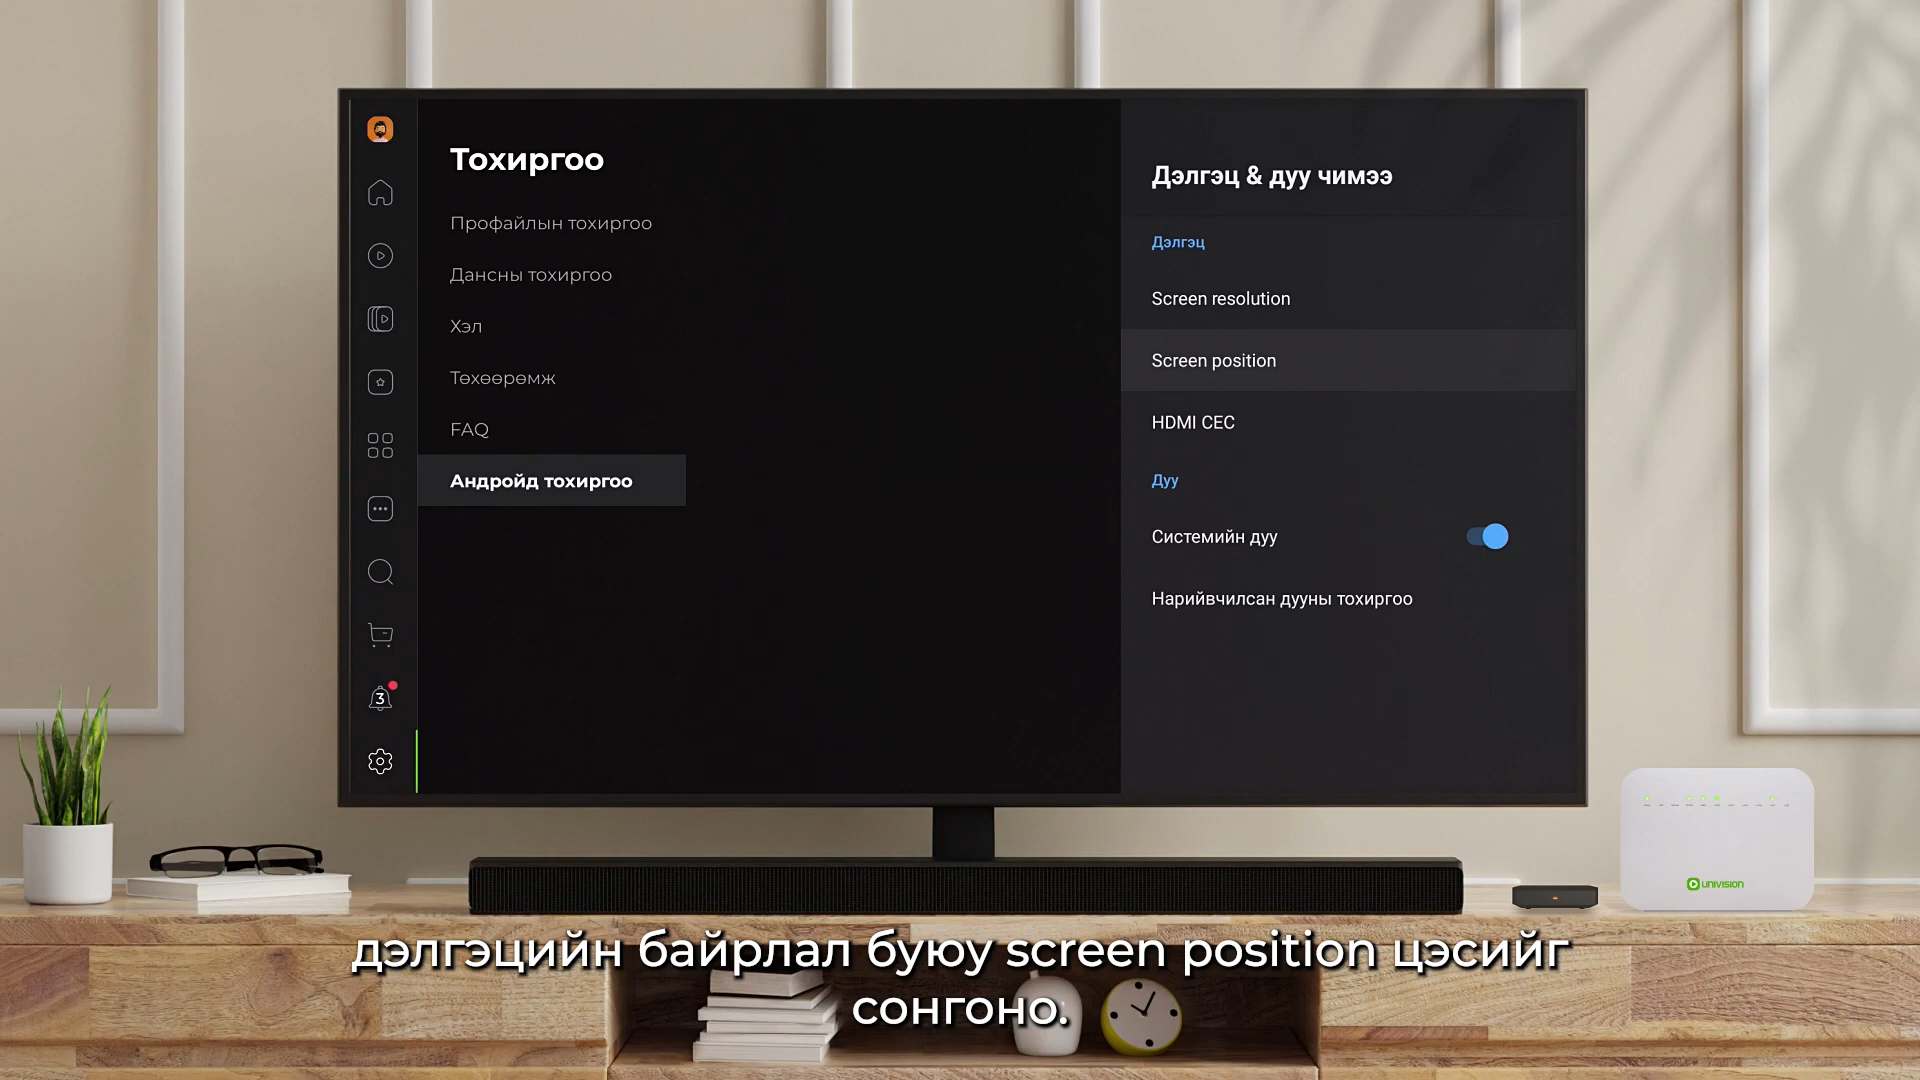 Тохиргоо
Профайлын тохиргоо
Дансны тохиргоо
Хэл
Төхөөрөмж
FAQ
Андройд тохиргоо
3
Дэлгэц & дуу чимээ
Дэлгэц
Screen resolution
Screen position
HDMI CEC
Дуу
Системийн дуу
Нарийвчилсан дууны тохиргоо
UNIVISION
дэлгэцийн байрлал буюу screen position цэсийг
сонгоно.